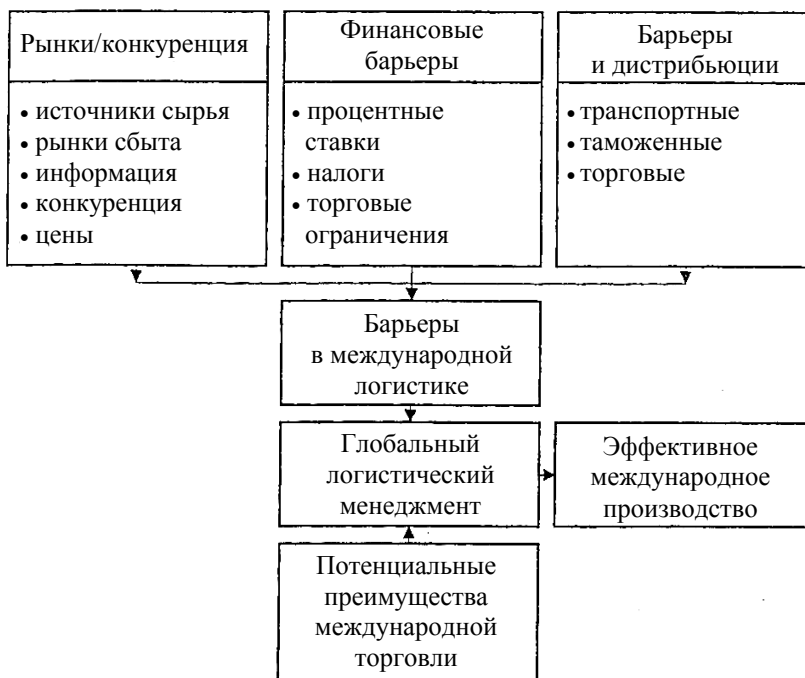 Рынки/конкуренция
• источники сырья
• рынки сбыта
• информация
• конкуренция
• цены
Финансовые
барьеры
• процентные
ставки
• налоги
• торговые
ограничения
Барьеры
и дистрибьюции
• транспортные
• таможенные
• торговые
Барьеры
в международной
логистике
Глобальный
логистический
менеджмент
Эффективное
международное
производство
Потенциальные
преимущества
международной
торговли